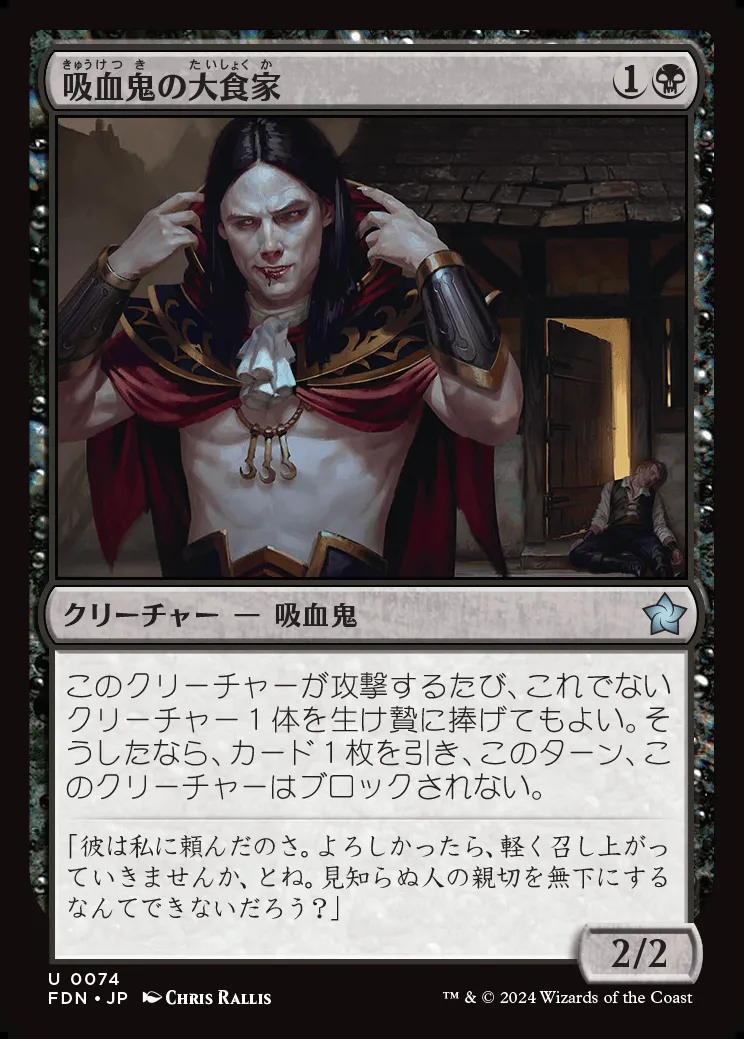 きゅうけつ き たいしょく か
吸血鬼の大食家
1
クリーチャー — 吸血鬼
このクリーチャーが攻撃するたび、これでない
クリーチャー１体を生け贄に捧げてもよい。そ
うしたなら、カード１枚を引き、このターン、こ
のクリーチャーはブロックされない。
「彼は私に頼んだのさ。よろしかったら、軽く召し上がっ
ていきませんか、とね。見知らぬ人の親切を無下にする
なんてできないだろう？」
2/2
U 0074
FDN • JP Chris Rallis
™ & © 2024 Wizards of the Coast